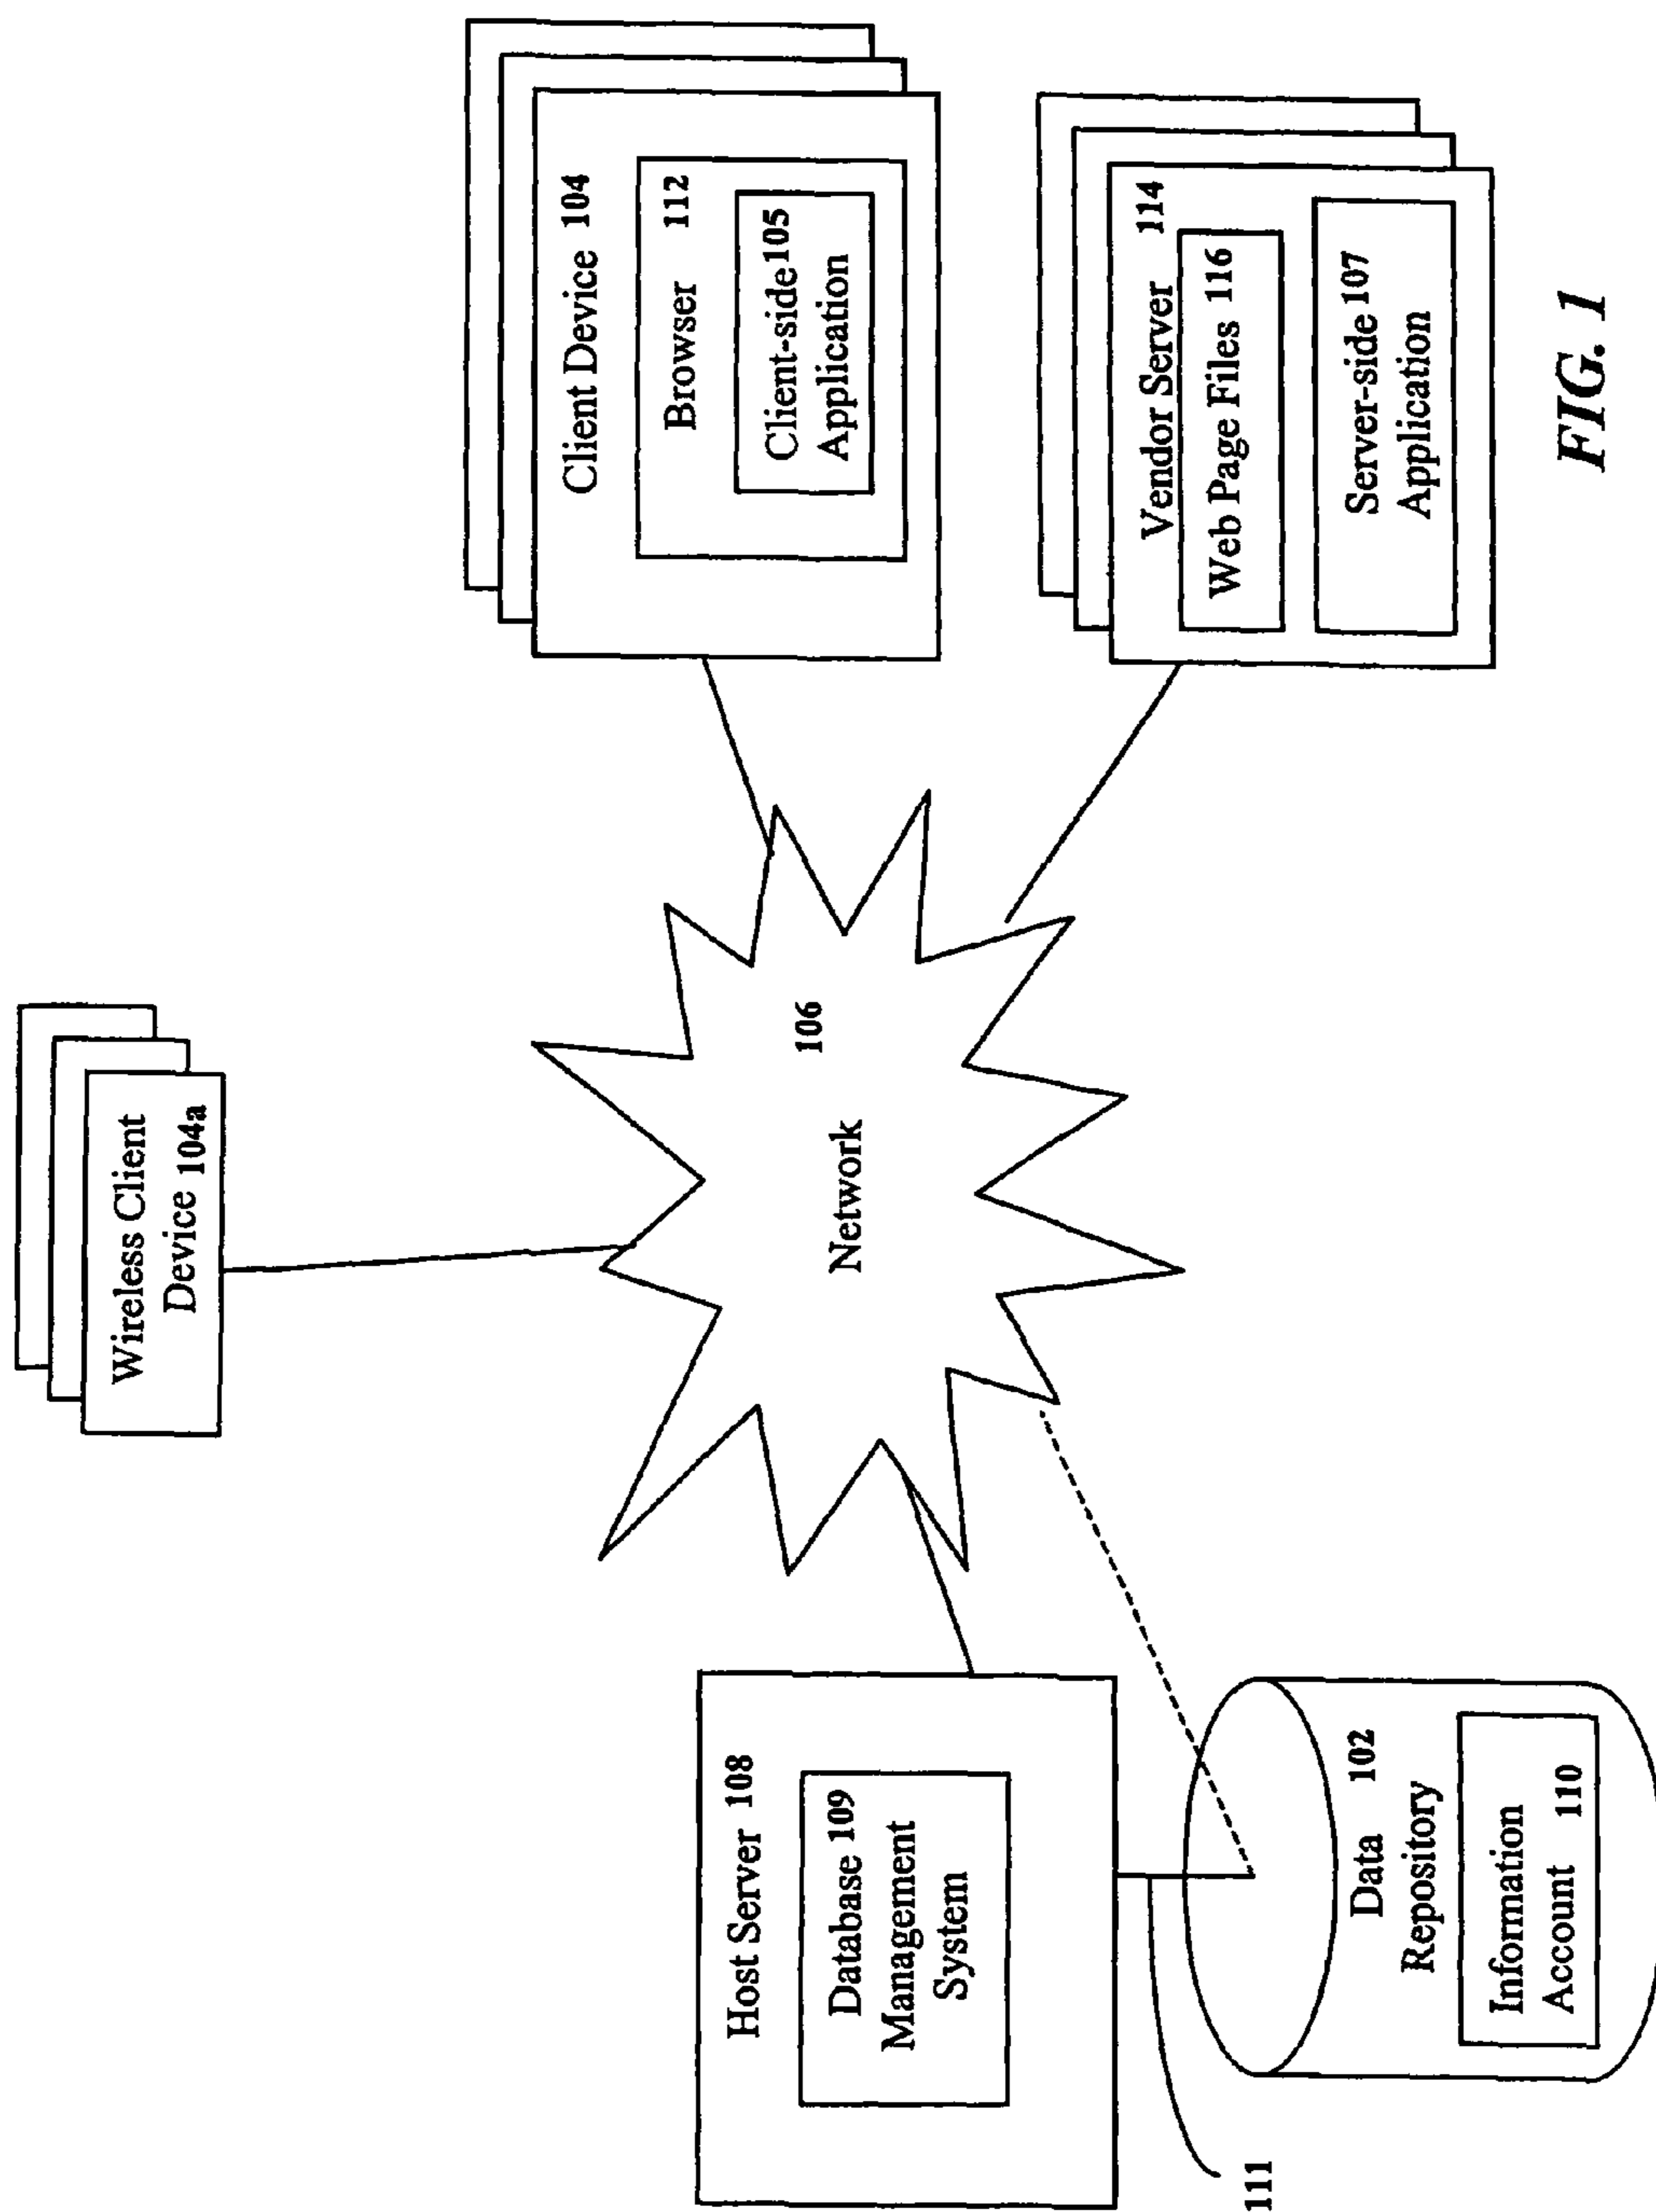 Wireless Client
Device 104a
Client Device 104
Browser 112
Client-side 105
Application
106
Network
Host Server 108
Database 109
Management
System
Vendor Server 114
Web Page Files 116
Server-side 107
Application
111
Data 102
Repository
Information
Account 110
FIG. 1